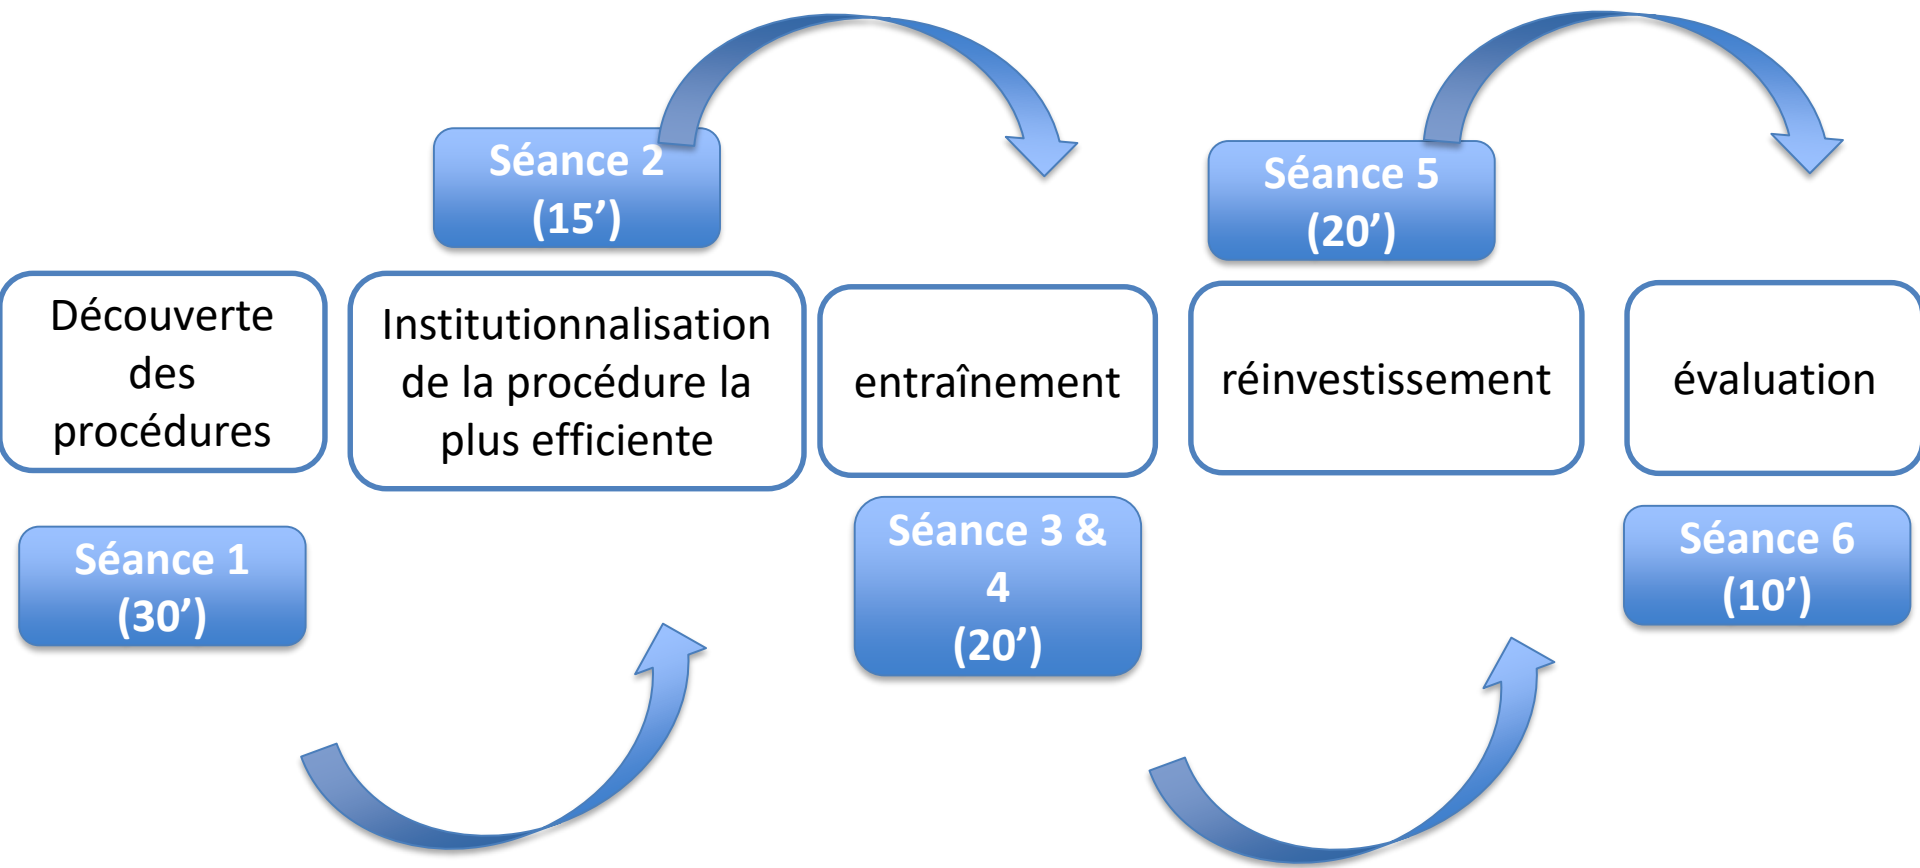 Séance 2
(15’)
Séance 5
(20’)
Découverte
des
procédures
Institutionnalisation
de la procédure la
plus efficiente
entraînement
réinvestissement
évaluation
Séance 1
(30’)
Séance 3 &
4
(20’)
Séance 6
(10’)